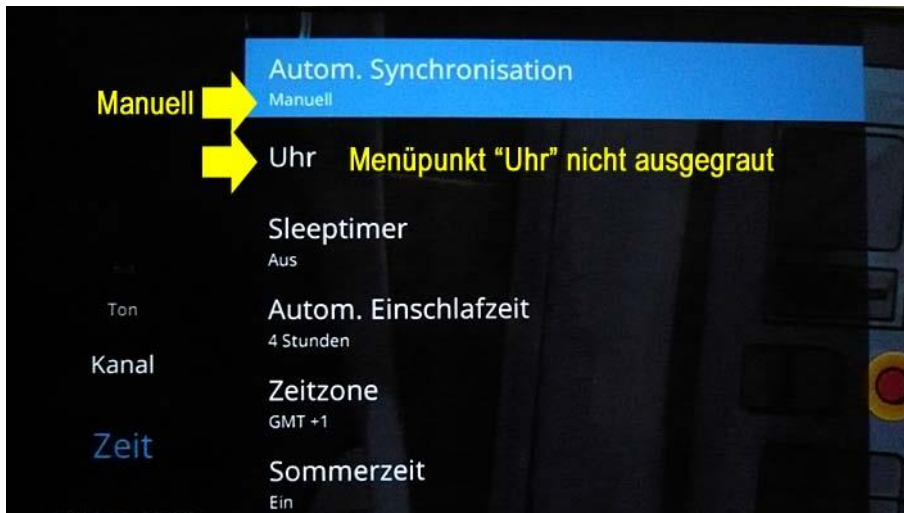 Autom. Synchronisation
Manuell
Manuell
Uhr
Menüpunkt “Uhr” nicht ausgegraut
Sleeptimer
Aus
Autom. Einschlafzeit
4 Stunden
Zeitzone
GMT +1
Sommerzeit
Ein
Ton
Kanal
Zeit